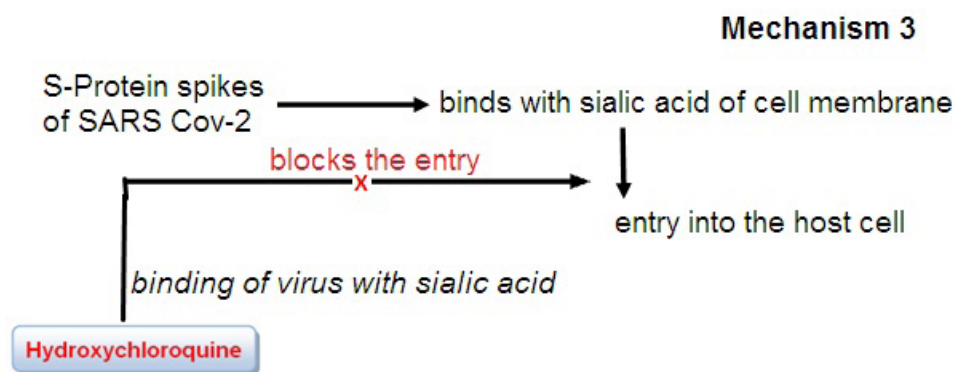 Mechanism 3
S-Protein spikes
of SARS Cov-2
binds with sialic acid of cell membrane
blocks the entry
x
entry into the host cell
binding of virus with sialic acid
Hydroxychloroquine